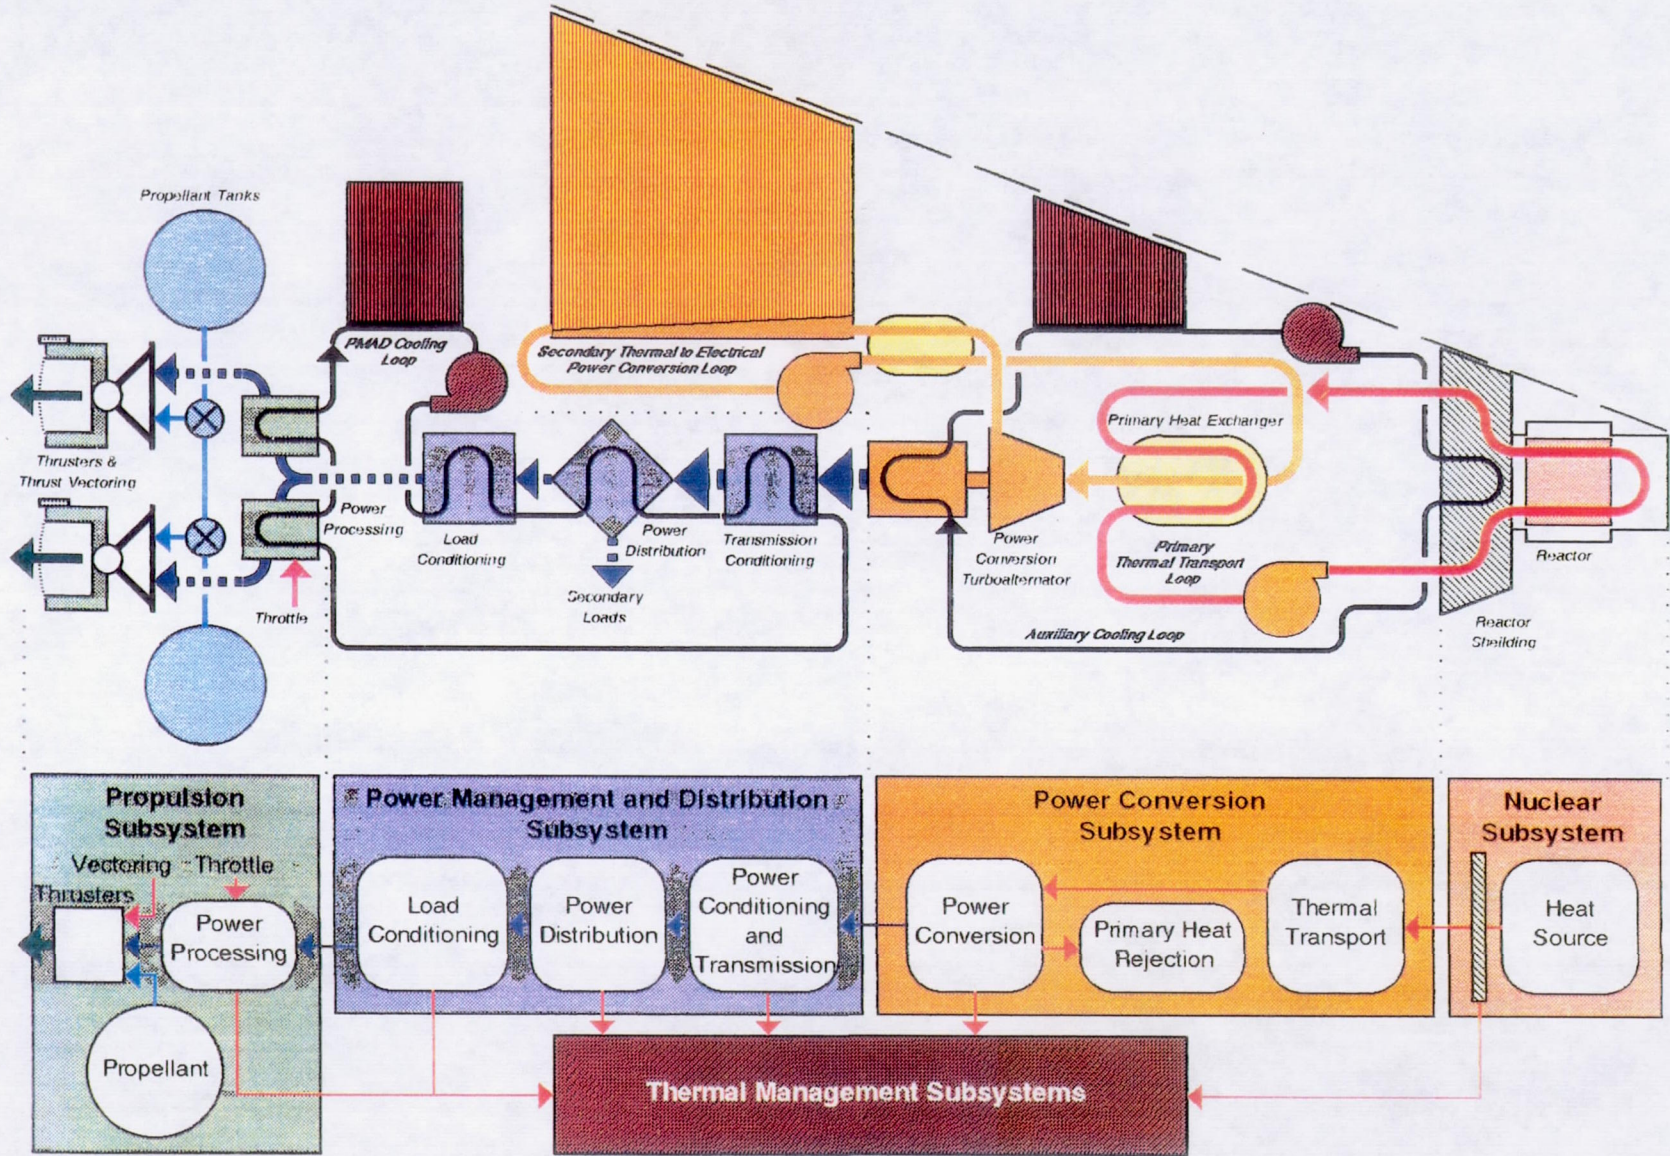 Propellant Tanks
PMAD Cooling
Loop
Secondary Thermal to Electrical
Power Conversion Loop
Primary Heat Exchanger
Thrusters &
Thrust Vectoring
Power
Processing
Load
Conditioning
Power
Distribution
Transmission
Conditioning
Power
Conversion
Turboalternator
Primary
Thermal Transport
Loop
Reactor
Secondary
Loads
Throttle
Auxiliary Cooling Loop
Reactor
Sheilding
Propulsion
Subsystem
Vectoring
Throttle
Thrusters
Power
Processing
Propellant
Power Management and Distribution
Subsystem
Load
Conditioning
Power
Distribution
Power
Conditioning
and
Transmission
Power Conversion
Subsystem
Power
Conversion
Primary Heat
Rejection
Thermal
Transport
Nuclear
Subsystem
Heat
Source
Thermal Management Subsystems